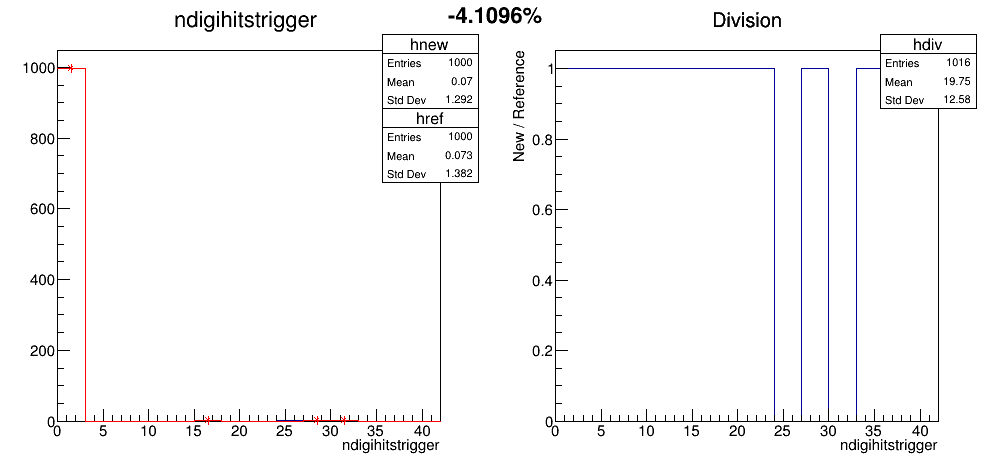 -4.1096%
ndigihitstrigger
hnew
Entries 1000
Mean 0.07
Std Dev 1.292
href
Entries 1000
Mean 0.073
Std Dev 1.382
1000
800
600
400
200
0
0 5 10 15 20 25 30 35 40
ndigihitstrigger
Division
hdiv
Entries 1016
Mean 19.75
Std Dev 12.58
New / Reference
1
0.8
0.6
0.4
0.2
0
0 5 10 15 20 25 30 35 40
ndigihitstrigger